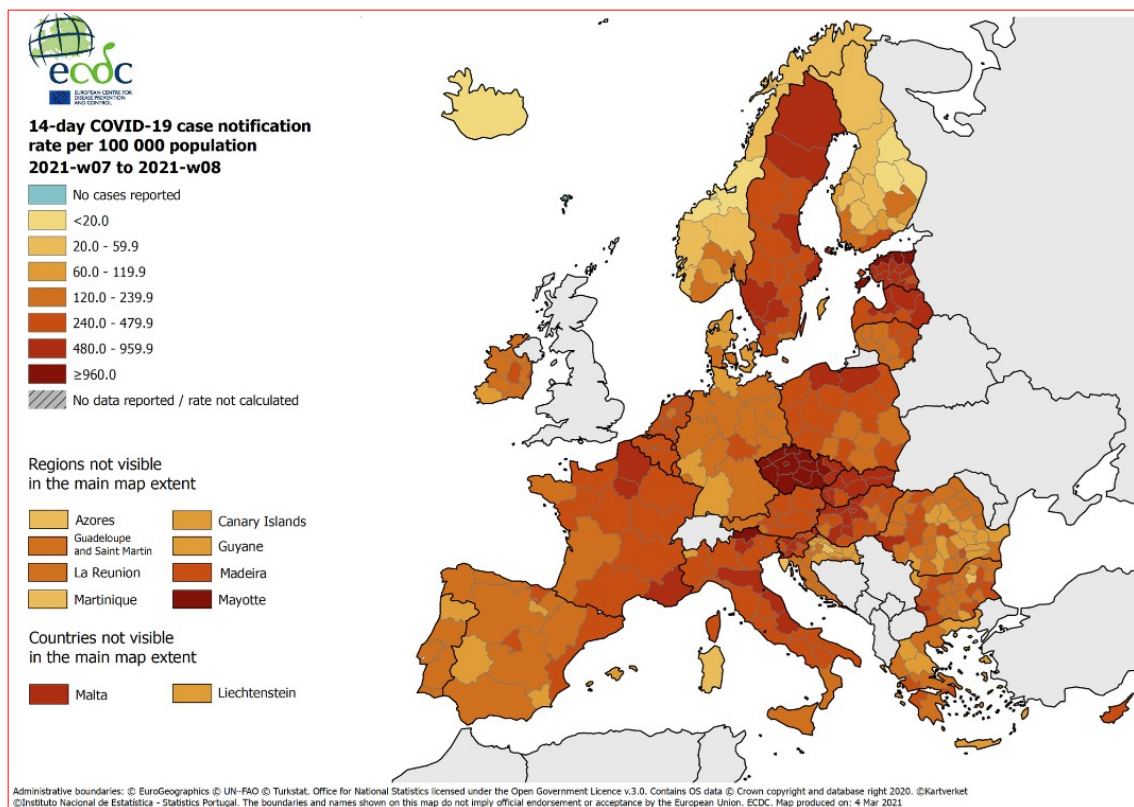 ecdc
EUROPEAN CENTRE FOR
DISEASE PREVENTION
AND CONTROL
14-day COVID-19 case notification
rate per 100 000 population
2021-w07 to 2021-w08
No cases reported
<20.0
20.0 - 59.9
60.0 - 119.9
120.0 - 239.9
240.0 - 479.9
480.0 - 959.9
≥960.0
No data reported / rate not calculated
Regions not visible
in the main map extent
Azores
Canary Islands
Guadeloupe
and Saint Martin
Guyane
La Reunion
Madeira
Martinique
Mayotte
Countries not visible
in the main map extent
Malta
Liechtenstein
Administrative boundaries: © EuroGeographics © UN–FAO © Turkstat. Office for National Statistics licensed under the Open Government Licence v.3.0. Contains OS data © Crown copyright and database right 2020. ©Kartverket
©Instituto Nacional de Estatística - Statistics Portugal. The boundaries and names shown on this map do not imply official endorsement or acceptance by the European Union. ECDC. Map produced on: 4 Mar 2021